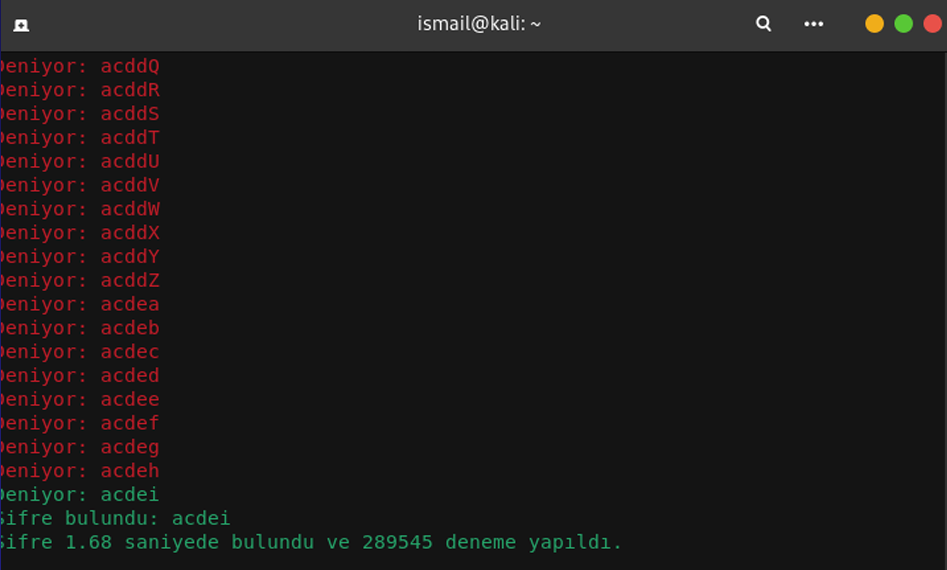 ismail@kali: ~
Deniyor: acddQ
Deniyor: acddR
Deniyor: acddS
Deniyor: acddT
Deniyor: acddU
Deniyor: acddV
Deniyor: acddW
Deniyor: acddX
Deniyor: acddY
Deniyor: acddZ
Deniyor: acdea
Deniyor: acdeb
Deniyor: acdec
Deniyor: acded
Deniyor: acdee
Deniyor: acdef
Deniyor: acdeg
Deniyor: acdeh
Deniyor: acdei
Sifre bulundu: acdei
Sifre 1.68 saniyede bulundu ve 289545 deneme yapıldı.